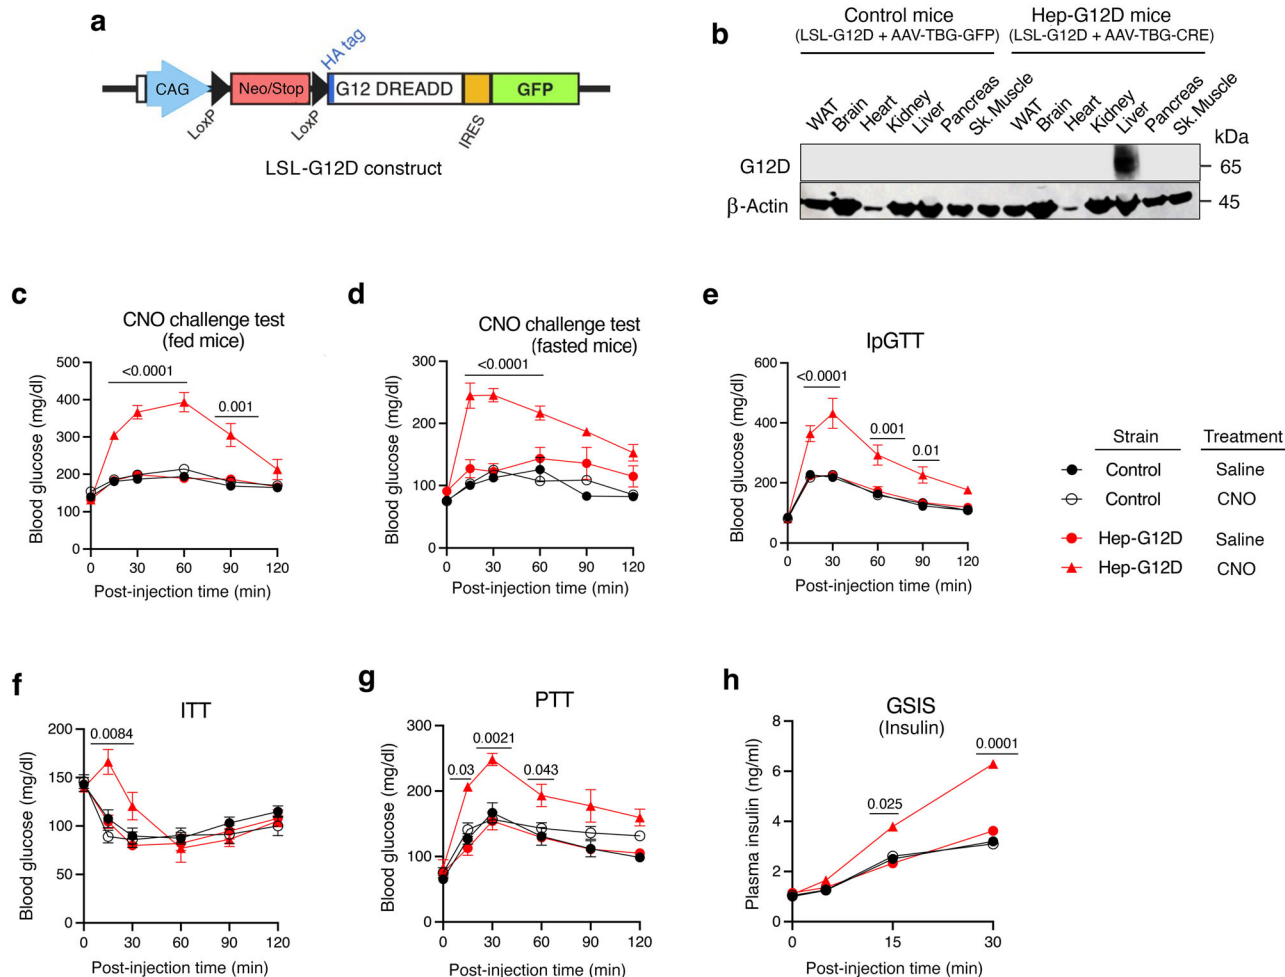 a
HA tag
CAG
Neo/Stop
G12 DREADD
GFP
LoxP
LoxP
IRES
LSL-G12D construct
b
Control mice
(LSL-G12D + AAV-TBG-GFP)
Hep-G12D mice
(LSL-G12D + AAV-TBG-CRE)
WAT Brain Heart Kidney Liver Pancreas Sk.Muscle WAT Brain Heart Kidney Liver Pancreas Sk.Muscle
kDa
G12D
65
β-Actin
45
c
CNO challenge test
(fed mice)
Blood glucose (mg/dl)
500
400
300
200
100
0
<0.0001
0.001
0 30 60 90 120
Post-injection time (min)
d
CNO challenge test
(fasted mice)
Blood glucose (mg/dl)
300
200
100
0
<0.0001
0 30 60 90 120
Post-injection time (min)
e
IpGTT
Blood glucose (mg/dl)
600
400
200
0
<0.0001
0.001
0.01
0 30 60 90 120
Post-injection time (min)
Strain Treatment
Control Saline
Control CNO
Hep-G12D Saline
Hep-G12D CNO
f
ITT
Blood glucose (mg/dl)
200
150
100
50
0
0.0084
0 30 60 90 120
Post-injection time (min)
g
PTT
Blood glucose (mg/dl)
300
200
100
0
0.03
0.0021
0.043
0 30 60 90 120
Post-injection time (min)
h
GSIS
(Insulin)
Plasma insulin (ng/ml)
8
6
4
2
0
0.025
0.0001
0 15 30
Post-injection time (min)